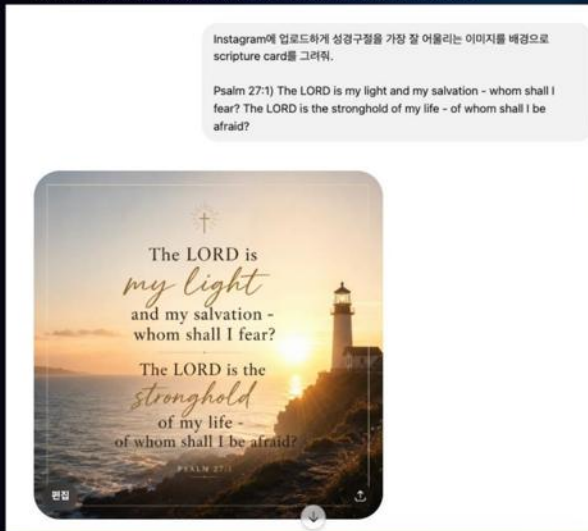 Instagram에 업로드하게 성경구절을 가장 잘 어울리는 이미지를 배경으로
scripture card를 그려줘.
Psalm 27:1) The LORD is my light and my salvation - whom shall I
fear? The LORD is the stronghold of my life - of whom shall I be
afraid?
The LORD is
my light
and my salvation -
whom shall I fear?
The LORD is the
stronghold
of my life -
of whom shall I be afraid?
PSALM 27:1
편집